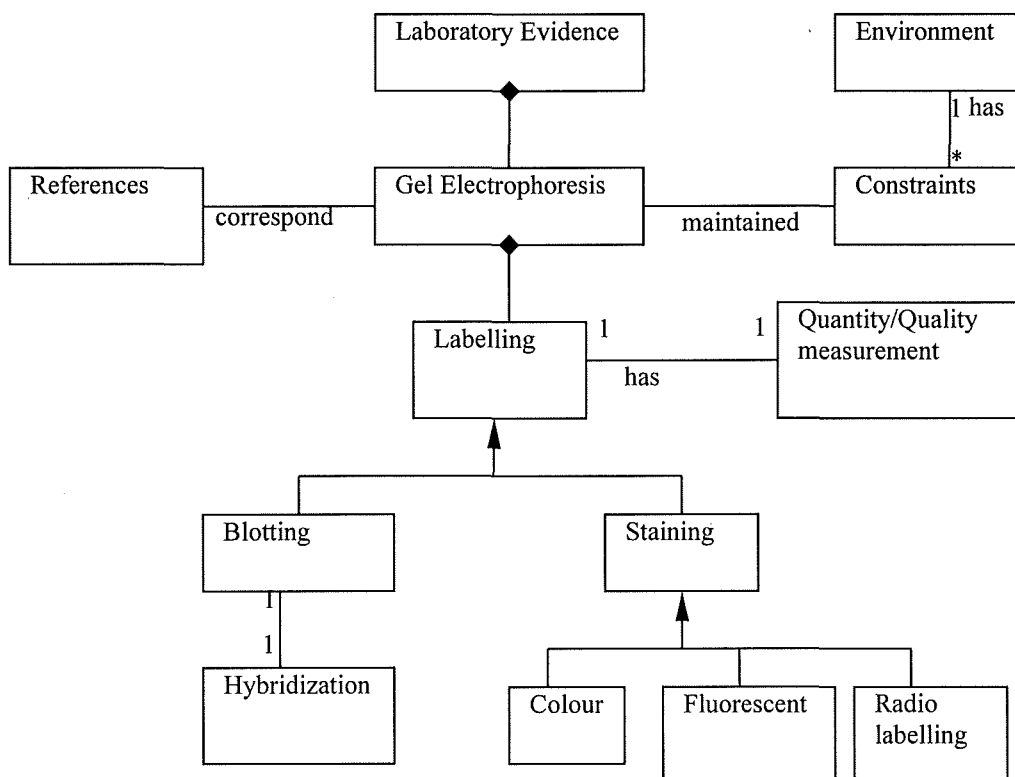 Laboratory Evidence
Environment
1 has
*
References
Gel Electrophoresis
Constraints
correspond
maintained
Labelling
1
1
Quantity/Quality
measurement
has
Blotting
Staining
1
1
Hybridization
Colour
Fluorescent
Radio
labelling